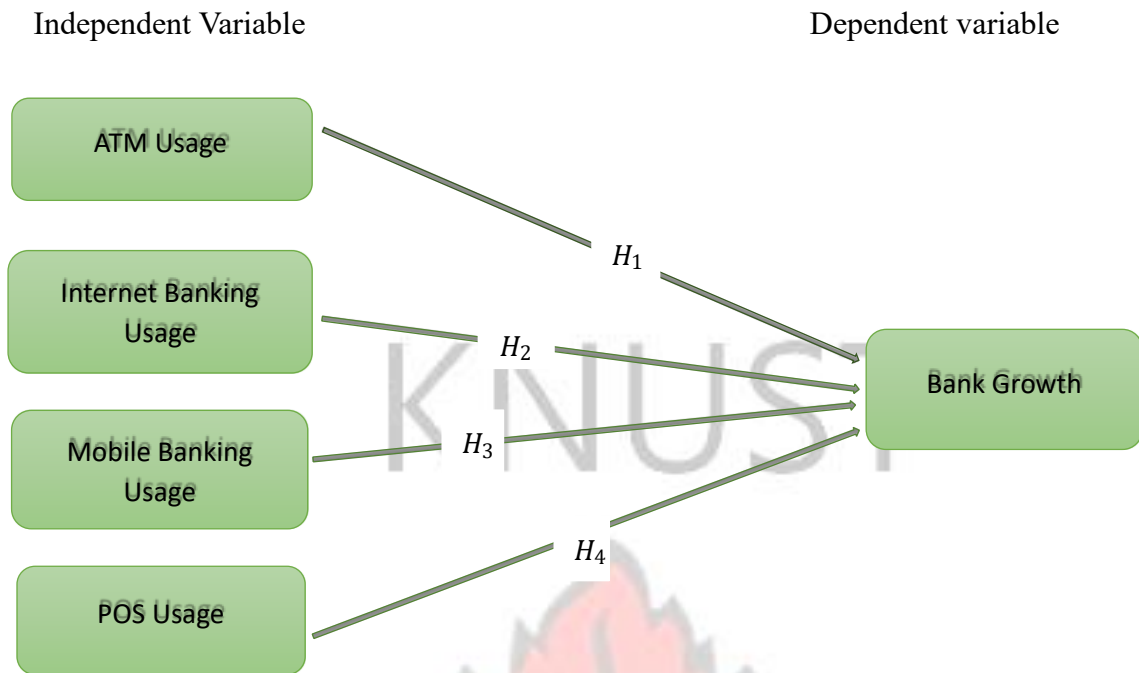 Independent Variable
Dependent variable
ATM Usage
H₁
Internet Banking
Usage
H₂
KNUST
Bank Growth
Mobile Banking
Usage
H₃
H₄
POS Usage